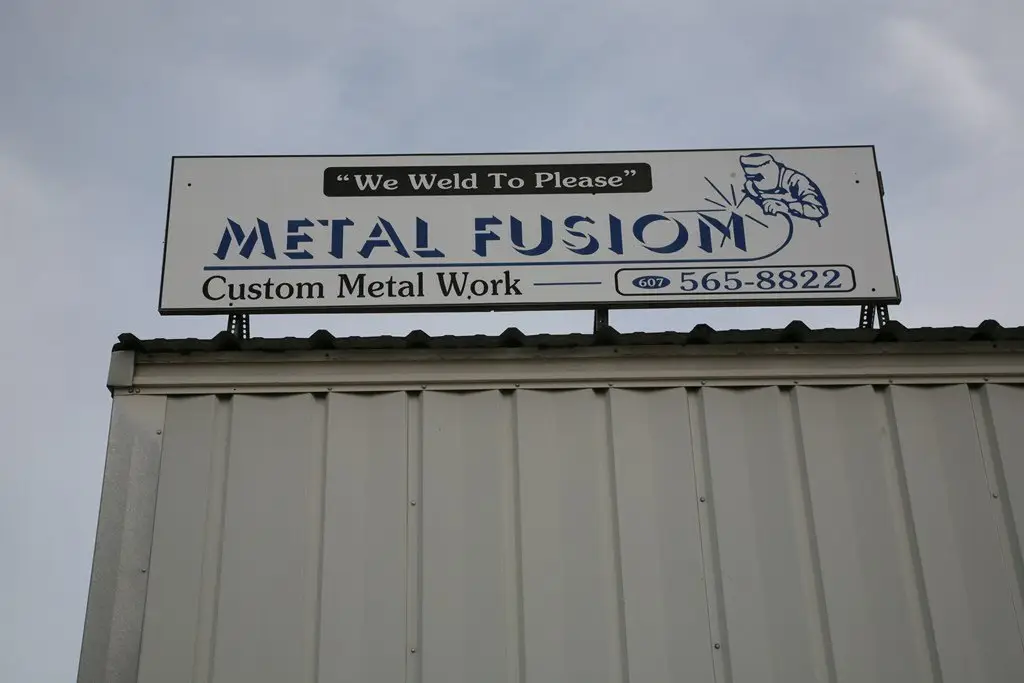 “We Weld To Please”
METAL FUSION
Custom Metal Work
607 565-8822